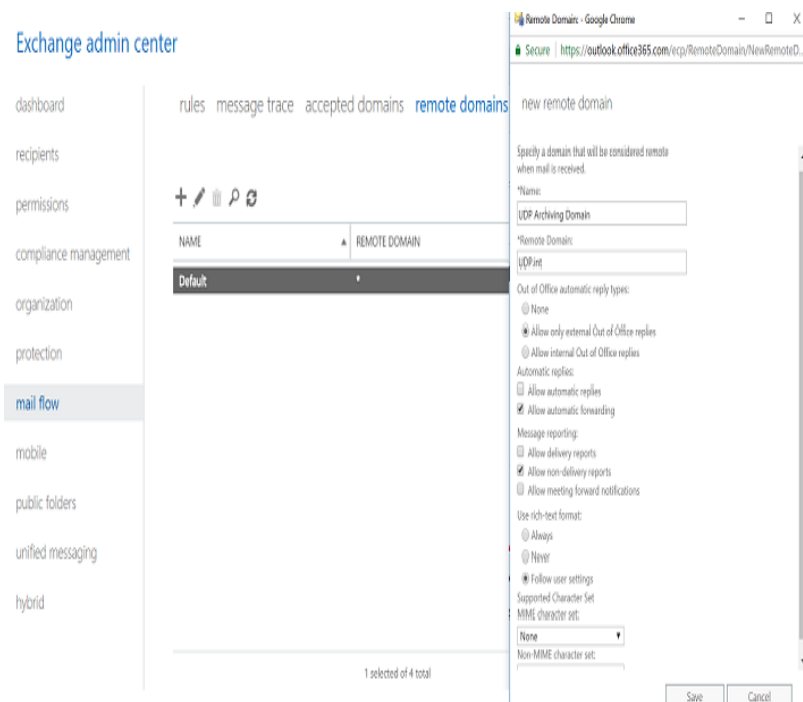 Exchange admin center
dashboard
recipients
permissions
compliance management
organization
protection
mail flow
mobile
public folders
unified messaging
hybrid
rules message trace accepted domains remote domains
NAME REMOTE DOMAIN
Default *
1 selected of 4 total
Remote Domain: - Google Chrome
Secure https://outlook.office365.com/ecp/RemoteDomain/NewRemoteD...
new remote domain
Specify a domain that will be considered remote
when mail is received.
*Name:
UDP Archiving Domain
*Remote Domain:
UDP.int
Out of Office automatic reply types:
None
Allow only external Out of Office replies
Allow internal Out of Office replies
Automatic replies:
Allow automatic replies
Allow automatic forwarding
Message reporting:
Allow delivery reports
Allow non-delivery reports
Allow meeting forward notifications
Use rich-text format:
Always
Never
Follow user settings
Supported Character Set
MIME character set:
None
Non-MIME character set:
Save Cancel